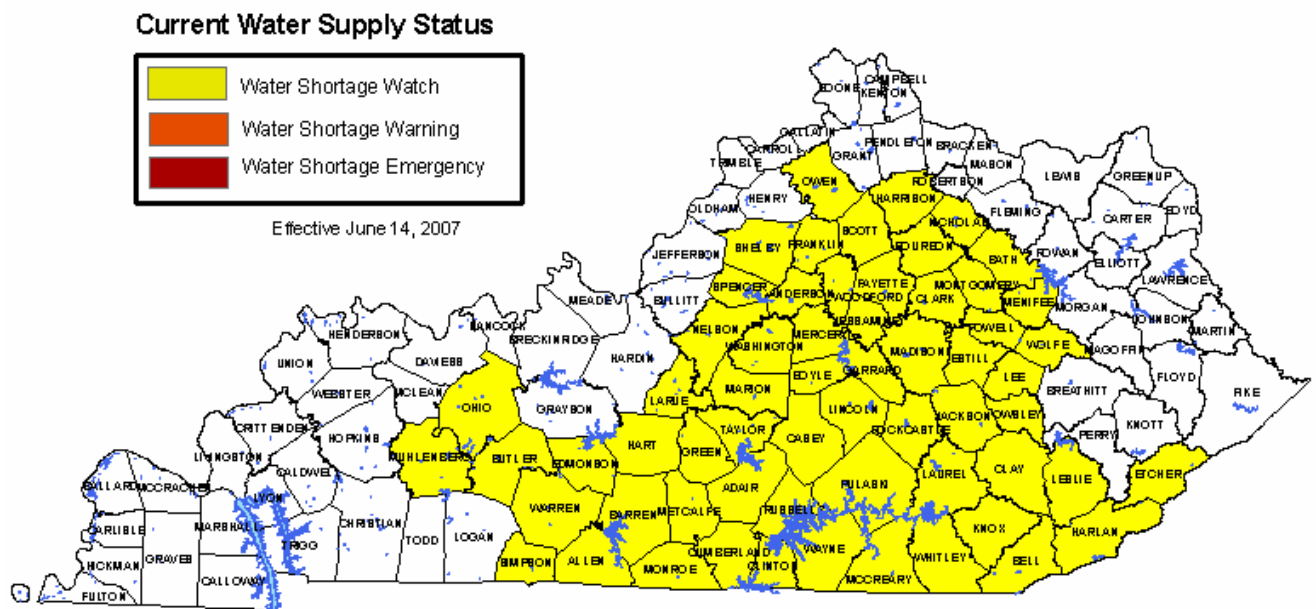 Current Water Supply Status
Water Shortage Watch
Water Shortage Warning
Water Shortage Emergency
Effective June 14, 2007
CAMPBELL
BOONE
KENTON
GALLATIN
CARROLL
TRIMBLE
GRANT
PENDLETON
BRACKEN
MASON
LEWIS
GREENUP
OWEN
ROBERTSON
HENRY
HARRISON
OLDHAM
FLEMING
CARTER
BOYD
NICHOLAS
SCOTT
SHELBY
FRANKLIN
BOURBON
JEFFERSON
ROWAN
BATH
ELLIOTT
LAWRENCE
SPENCER
ANDERSON
FAYETTE
WOODFORD
CLARK
MONTGOMERY
MENIFEE
MORGAN
BULLITT
MEADE
JOHNSON
MARTIN
HANCOCK
NELSON
JESSAMINE
MERCER
POWELL
HENDERSON
BRECKINRIDGE
WASHINGTON
WOLFE
MAGOFFIN
DAVIESS
HARDIN
MADISON
ESTILL
UNION
BOYLE
GARRARD
LEE
FLOYD
WEBSTER
MCLEAN
MARION
BREATHITT
PIKE
OHIO
GRAYSON
LARUE
LINCOLN
JACKSON
OWSLEY
CRITTENDEN
HOPKINS
TAYLOR
CASEY
ROCKCASTLE
PERRY
KNOTT
HART
GREEN
LIVINGSTON
MUHLENBERG
BUTLER
EDMONSON
CLAY
LAUREL
LESLIE
LETCHER
CALDWELL
BALLARD
MCCRACKEN
LYON
ADAIR
PULASKI
WARREN
METCALFE
BARREN
RUSSELL
CARLISLE
MARSHALL
CHRISTIAN
TODD
LOGAN
KNOX
HARLAN
GRAVES
TRIGG
SIMPSON
ALLEN
CUMBERLAND
WAYNE
WHITLEY
BELL
HICKMAN
CALLOWAY
MONROE
CLINTON
MCCREARY
FULTON